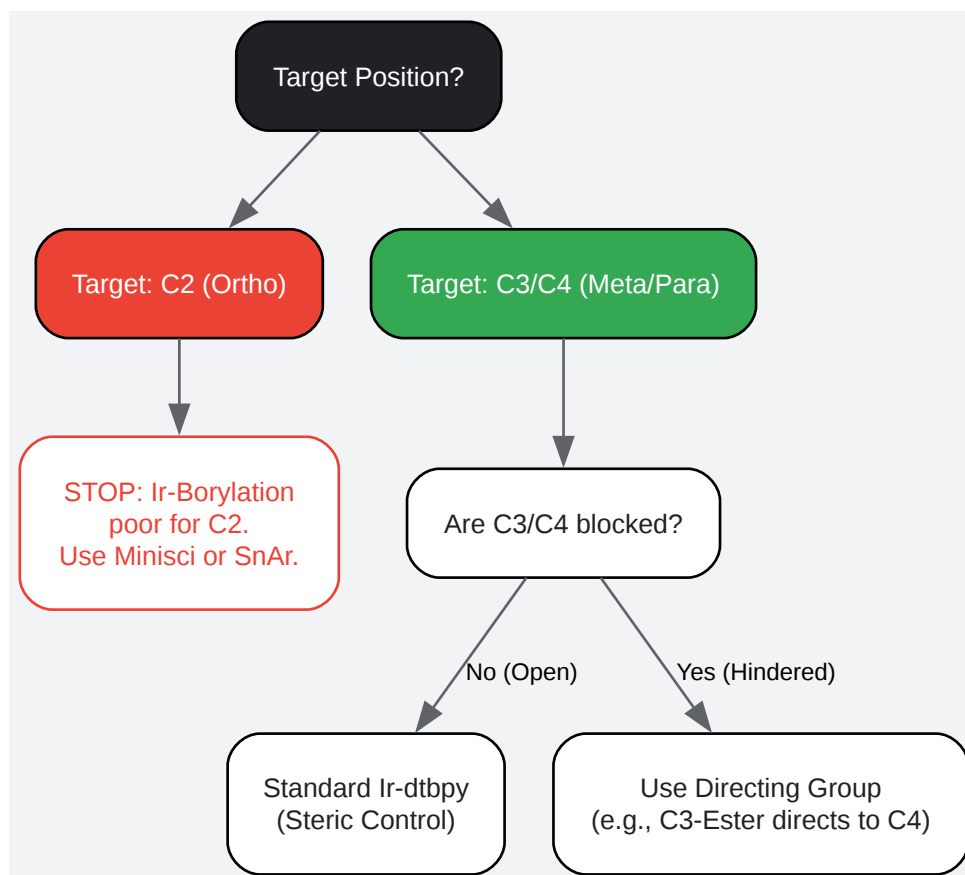 Target Position?
Target: C2 (Ortho)
Target: C3/C4 (Meta/Para)
STOP: Ir-Borylation
poor for C2.
Use Minisci or SnAr.
Are C3/C4 blocked?
No (Open)
Yes (Hindered)
Standard Ir-dtbpy
(Steric Control)
Use Directing Group
(e.g., C3-Ester directs to C4)